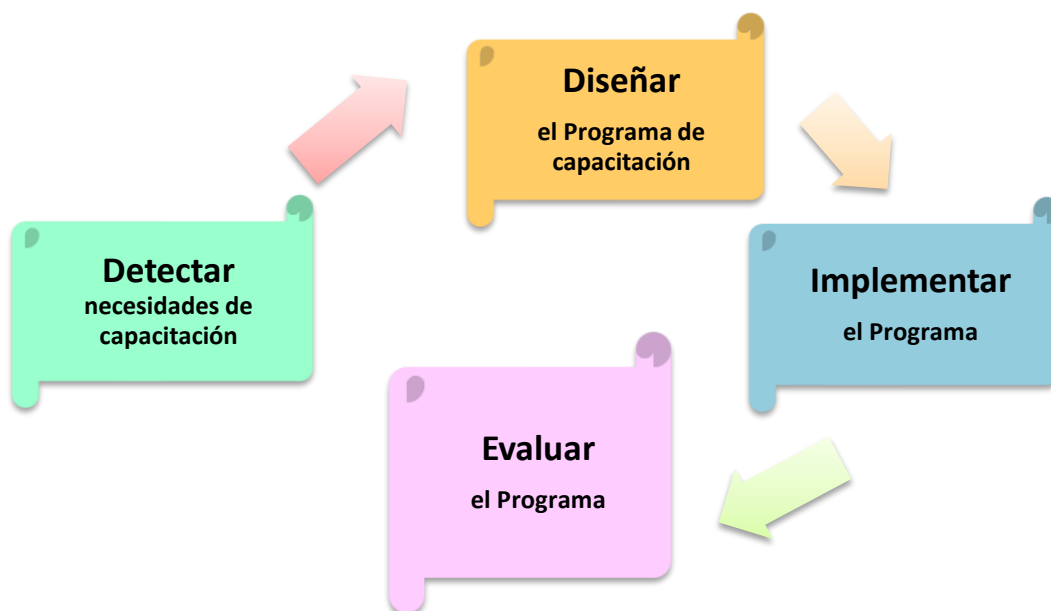 Diseñar
el Programa de
capacitación
Detectar
necesidades de
capacitación
Implementar
el Programa
Evaluar
el Programa